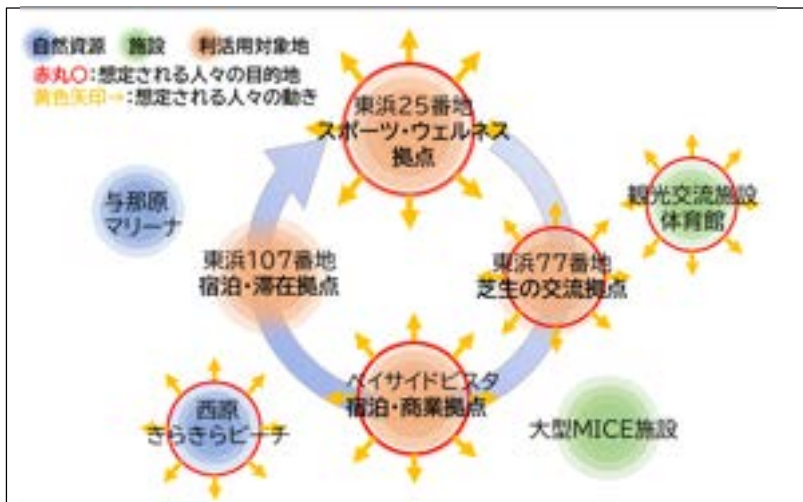 自然資源 施設 利活用対象地
赤丸〇：想定される人々の目的地
黄色矢印→：想定される人々の動き
東浜25番地
スポーツ・ウェルネス
拠点
与那原
マリーナ
観光交流施設
体育館
東浜107番地
宿泊・滞在拠点
東浜77番地
芝生の交流拠点
ベイサイドビスタ
宿泊・商業拠点
西原
きらきらビーチ
大型MICE施設